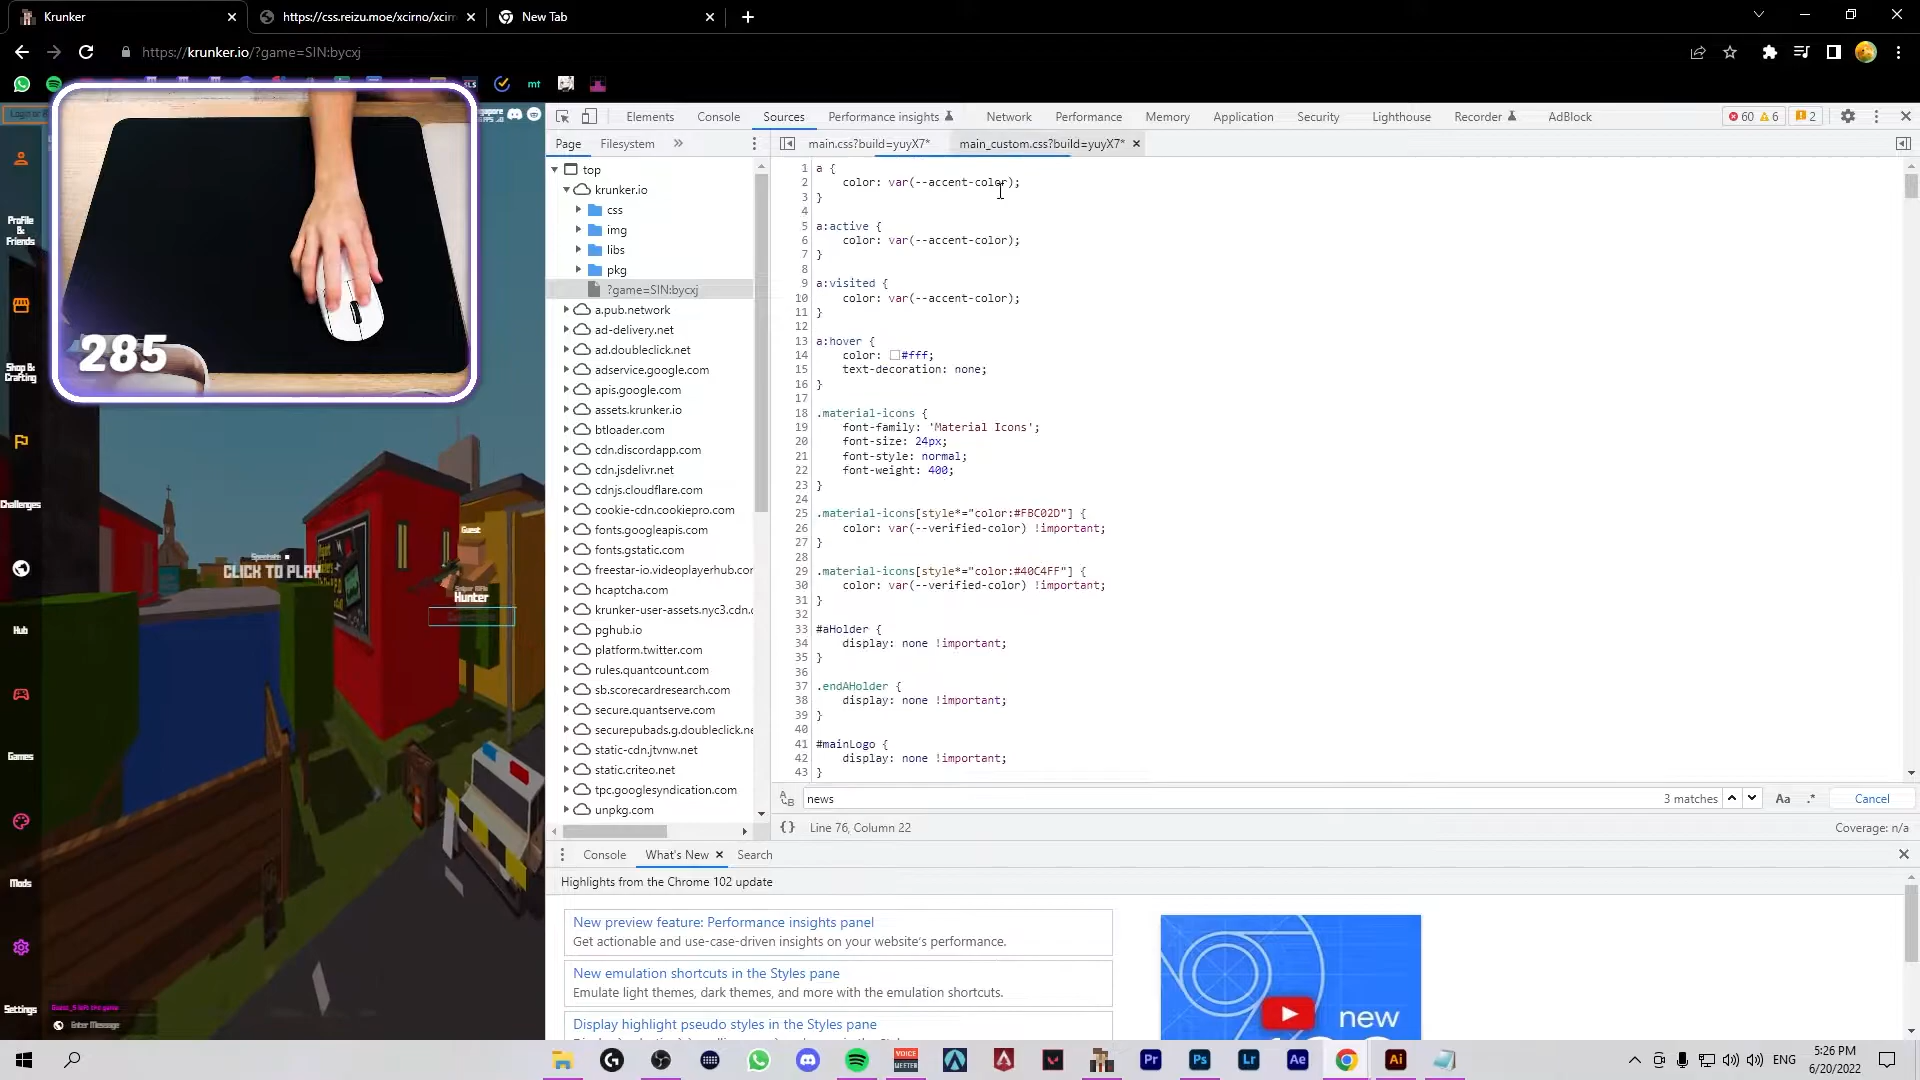 Krunker
https://css.reizu.moe/xcirno/xcirn
New Tab
https://krunker.io/?game=SIN:bycxj
mt
285
Profile
&
Friends
Shop &
Crafting
Challenges
Hub
Games
Mods
Settings
Spectate
CLICK TO PLAY
Guest
Hunter
Enter Message
Elements
Console
Sources
Performance insights
Network
Performance
Memory
Application
Security
Lighthouse
Recorder
AdBlock
60
6
2
Page
Filesystem
main.css?build=yuyX7*
main_custom.css?build=yuyX7*
top
krunker.io
css
img
libs
pkg
?game=SIN:bycxj
a.pub.network
ad-delivery.net
ad.doubleclick.net
adservice.google.com
apis.google.com
assets.krunker.io
btloader.com
cdn.discordapp.com
cdn.jsdelivr.net
cdnjs.cloudflare.com
cookie-cdn.cookiepro.com
fonts.googleapis.com
fonts.gstatic.com
freestar-io.videoplayerhub.cor
hcaptcha.com
krunker-user-assets.nyc3.cdn.c
pghub.io
platform.twitter.com
rules.quantcount.com
sb.scorecardresearch.com
secure.quantserve.com
securepubads.g.doubleclick.ne
static-cdn.jtvnw.net
static.criteo.net
tpc.googlesyndication.com
unpkg.com
1 a {
2 color: var(--accent-color);
3 }
4
5 a:active {
6 color: var(--accent-color);
7 }
8
9 a:visited {
10 color: var(--accent-color);
11 }
12
13 a:hover {
14 color: #fff;
15 text-decoration: none;
16 }
17
18 .material-icons {
19 font-family: 'Material Icons';
20 font-size: 24px;
21 font-style: normal;
22 font-weight: 400;
23 }
24
25 .material-icons[style*="color:#FBC02D"] {
26 color: var(--verified-color) !important;
27 }
28
29 .material-icons[style*="color:#40C4FF"] {
30 color: var(--verified-color) !important;
31 }
32
33 #aHolder {
34 display: none !important;
35 }
36
37 .endAHolder {
38 display: none !important;
39 }
40
41 #mainLogo {
42 display: none !important;
43 }
news
3 matches
Aa
.*
Cancel
{} Line 76, Column 22
Coverage: n/a
Console
What's New
Search
Highlights from the Chrome 102 update
New preview feature: Performance insights panel
Get actionable and use-case-driven insights on your website's performance.
New emulation shortcuts in the Styles pane
Emulate light themes, dark themes, and more with the emulation shortcuts.
Display highlight pseudo styles in the Styles pane
new
VOICE
MEETER
Pr
Ps
Lr
Ae
Ai
ENG
5:26 PM
6/20/2022